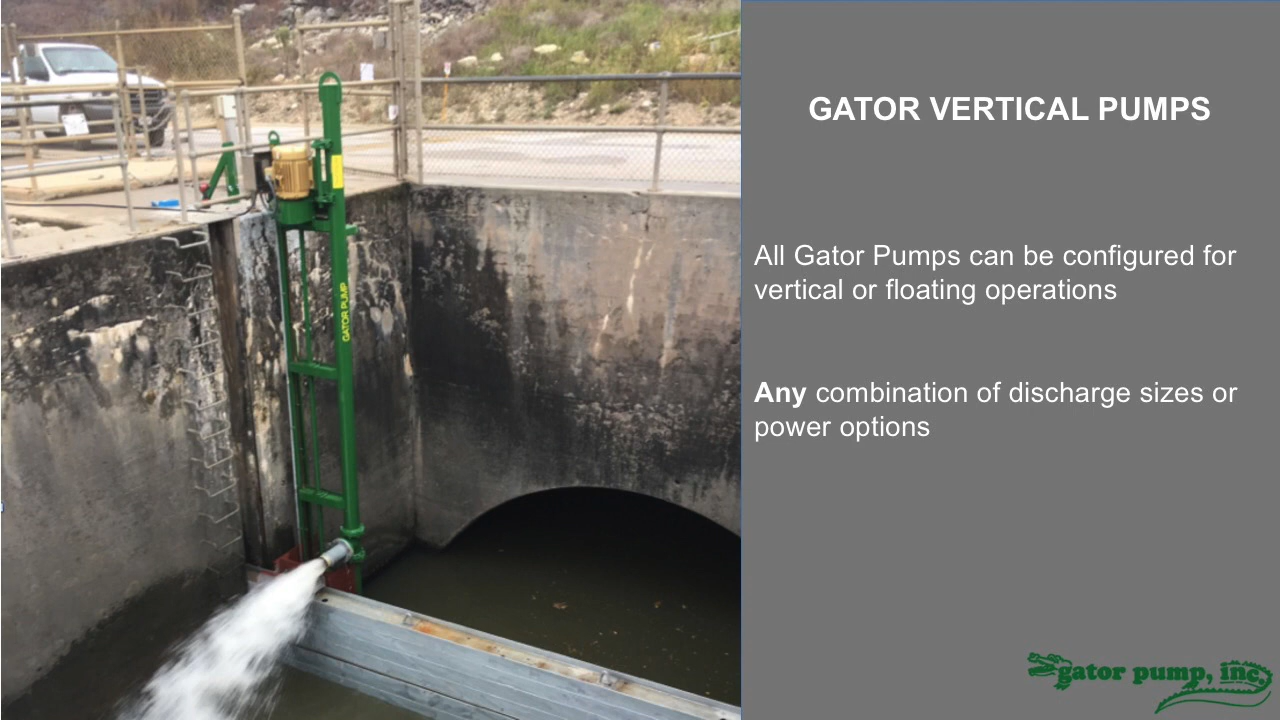 GATOR VERTICAL PUMPS
All Gator Pumps can be configured for
vertical or floating operations
Any combination of discharge sizes or
power options
GATOR PUMP
gator pump, inc.